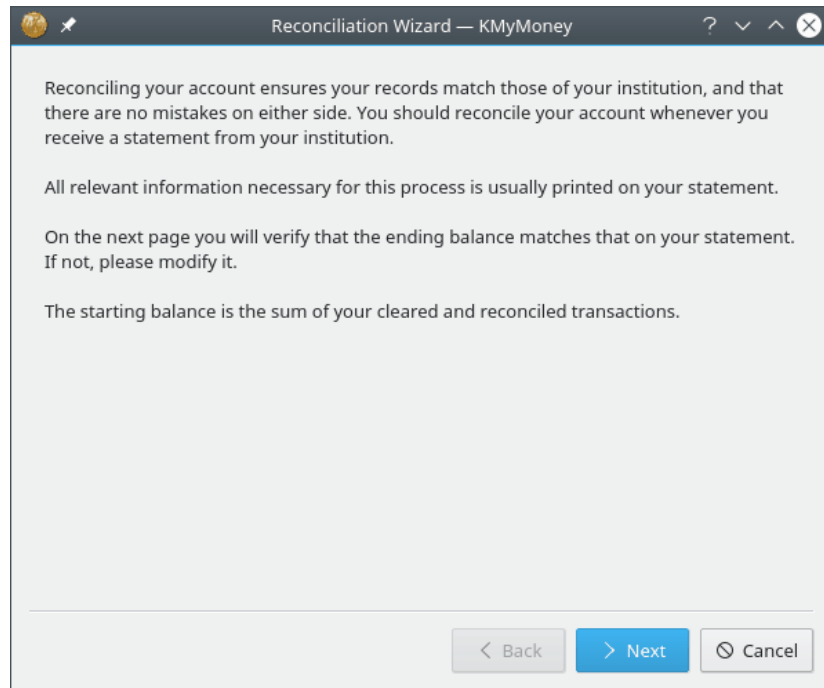 Reconciliation Wizard — KMyMoney
Reconciling your account ensures your records match those of your institution, and that
there are no mistakes on either side. You should reconcile your account whenever you
receive a statement from your institution.
All relevant information necessary for this process is usually printed on your statement.
On the next page you will verify that the ending balance matches that on your statement.
If not, please modify it.
The starting balance is the sum of your cleared and reconciled transactions.
Back
Next
Cancel